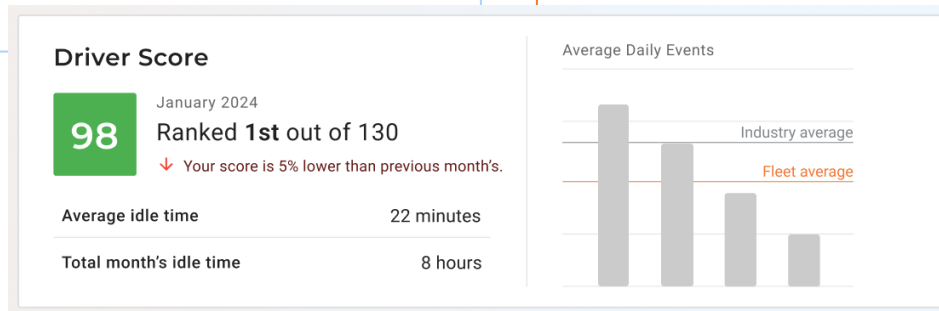 Driver Score
98
January 2024
Ranked 1st out of 130
Your score is 5% lower than previous month's.
Average idle time 22 minutes
Total month's idle time 8 hours
Average Daily Events
Industry average
Fleet average